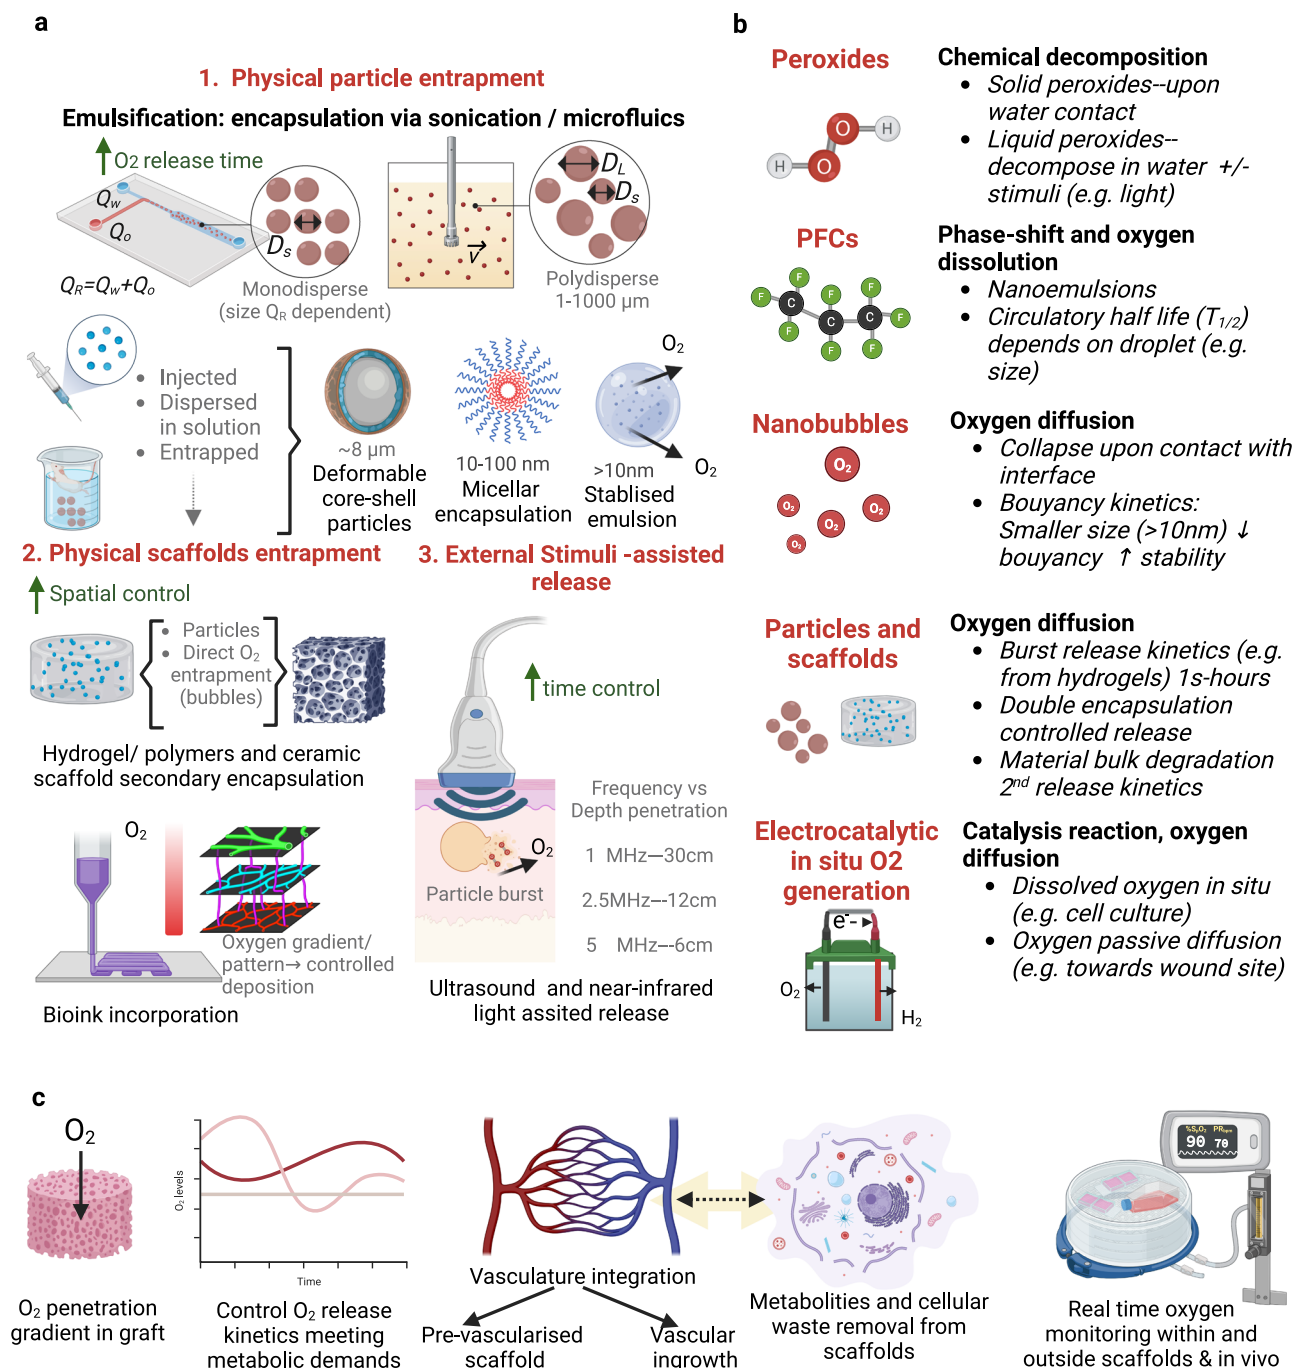 a
1. Physical particle entrapment
Emulsification: encapsulation via sonication / microfluics
O2 release time
Qw
Qo
Ds
QR=Qw+Qo
Monodisperse
(size QR dependent)
v
DL
Ds
Polydisperse
1-1000 µm
• Injected
• Dispersed
in solution
• Entrapped
~8 µm
Deformable
core-shell
particles
10-100 nm
Micellar
encapsulation
O2
O2
>10nm
Stablised
emulsion
2. Physical scaffolds entrapment
Spatial control
• Particles
• Direct O2
entrapment
(bubbles)
Hydrogel/ polymers and ceramic
scaffold secondary encapsulation
O2
Oxygen gradient/
pattern→ controlled
deposition
Bioink incorporation
3. External Stimuli -assisted
release
time control
Frequency vs
Depth penetration
1 MHz—30cm
2.5MHz--12cm
5 MHz—6cm
O2
Particle burst
Ultrasound and near-infrared
light assited release
b
Peroxides
H
O
O
H
Chemical decomposition
• Solid peroxides--upon
water contact
• Liquid peroxides--
decompose in water +/-
stimuli (e.g. light)
PFCs
F
F
F
F
F
F
F
F
C
C
C
Phase-shift and oxygen
dissolution
• Nanoemulsions
• Circulatory half life (T1/2)
depends on droplet (e.g.
size)
Nanobubbles
O2
O2
O2
O2
O2
Oxygen diffusion
• Collapse upon contact with
interface
• Bouyancy kinetics:
Smaller size (>10nm) ↓
bouyancy ↑ stability
Particles and
scaffolds
Oxygen diffusion
• Burst release kinetics (e.g.
from hydrogels) 1s-hours
• Double encapsulation
controlled release
• Material bulk degradation
2nd release kinetics
Electrocatalytic
in situ O2
generation
e-
O2
H2
Catalysis reaction, oxygen
diffusion
• Dissolved oxygen in situ
(e.g. cell culture)
• Oxygen passive diffusion
(e.g. towards wound site)
c
O2
O2 penetration
gradient in graft
O2 levels
Time
Control O2 release
kinetics meeting
metabolic demands
Vasculature integration
Pre-vascularised
scaffold
Vascular
ingrowth
Metabolities and cellular
waste removal from
scaffolds
%SpO2 PRbpm
90 70
Real time oxygen
monitoring within and
outside scaffolds & in vivo